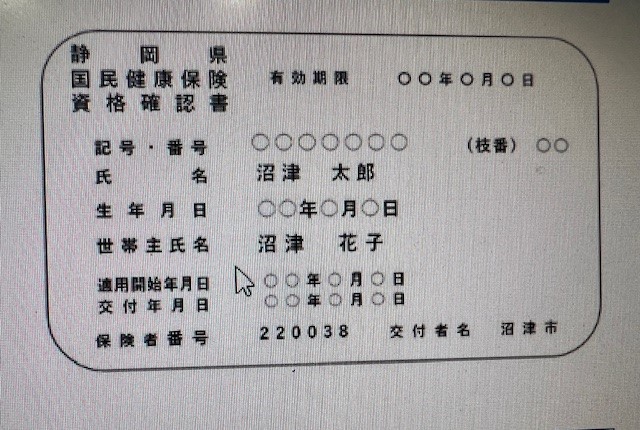 静岡県
国民健康保険 有効期限 〇〇年〇月〇日
資格確認書
記号・番号 〇〇〇〇〇〇〇 (枝番) 〇〇
氏名 沼津 太郎
生年月日 〇〇年〇月〇日
世帯主氏名 沼津 花子
適用開始年月日 〇〇年〇月〇日
交付年月日 〇〇年〇月〇日
保険者番号 220038 交付者名 沼津市